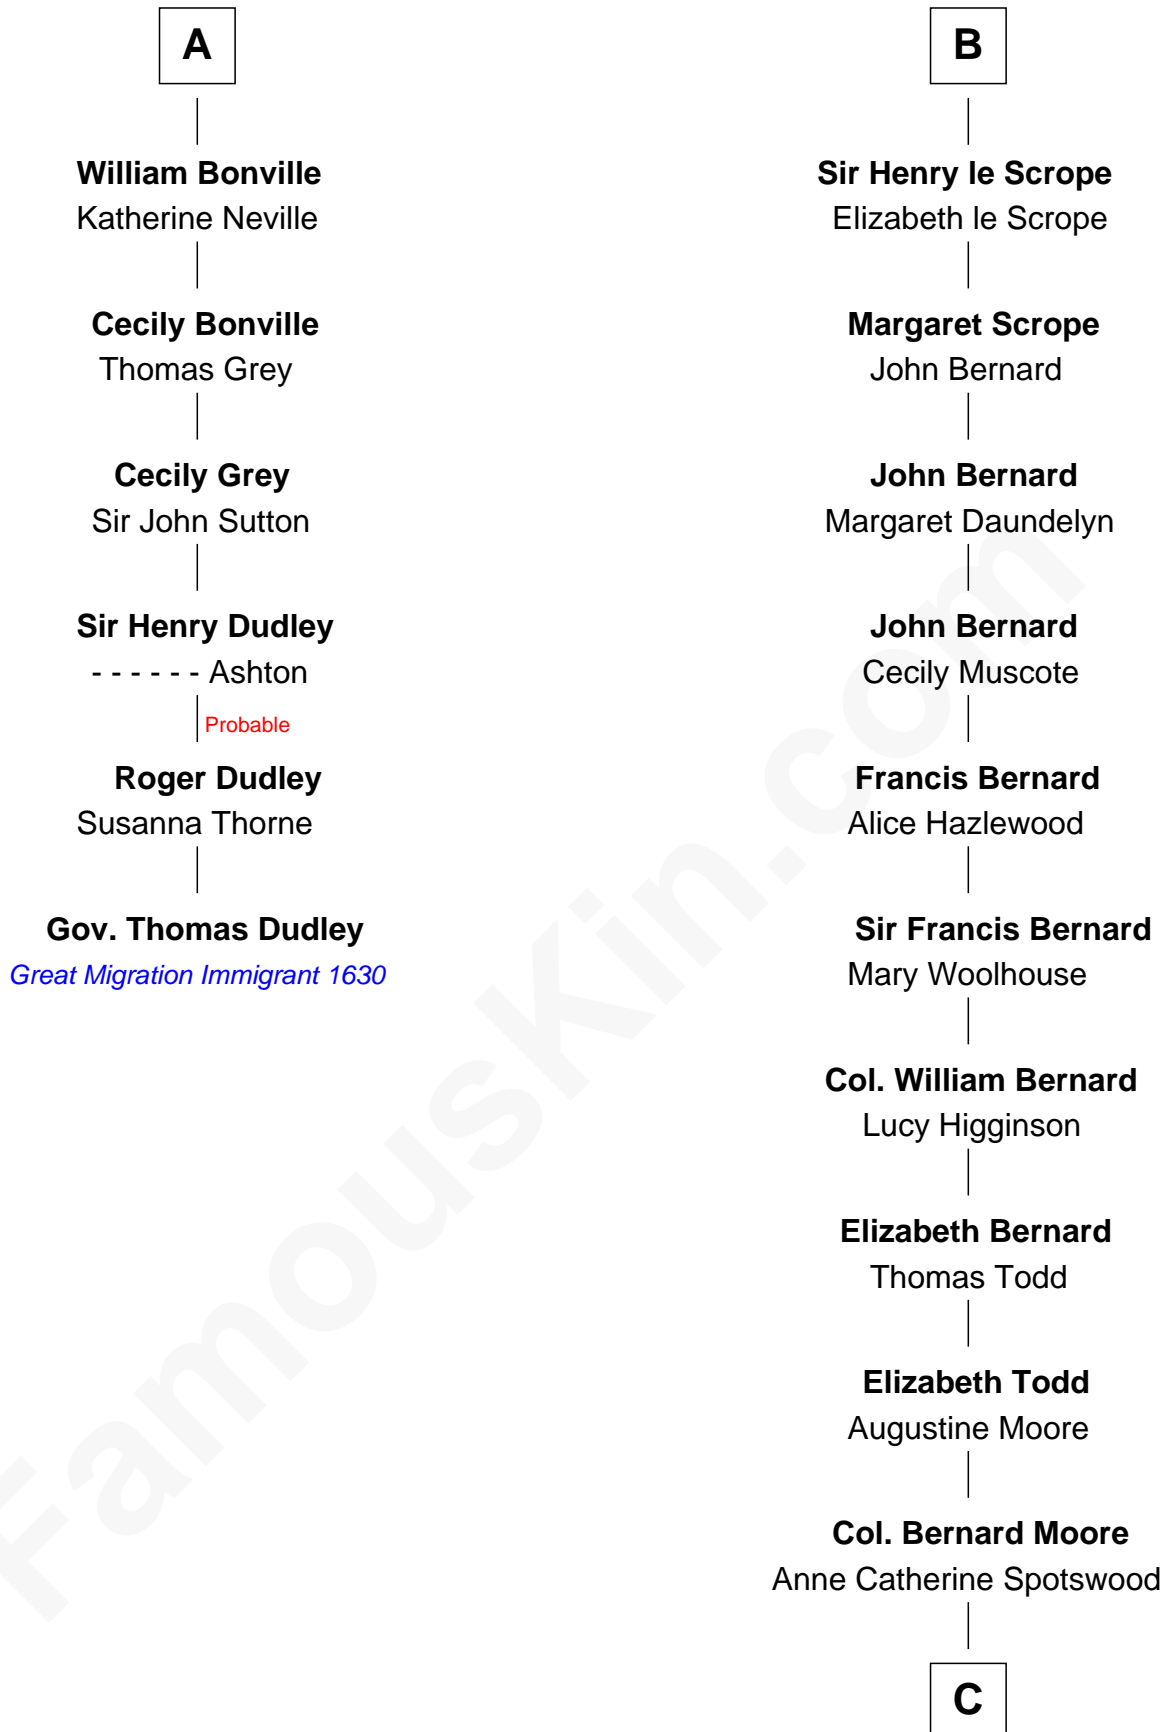 A
William Bonville
Katherine Neville
Cecily Bonville
Thomas Grey
Cecily Grey
Sir John Sutton
Sir Henry Dudley
- - - - - - Ashton
Probable
Roger Dudley
Susanna Thorne
Gov. Thomas Dudley
Great Migration Immigrant 1630
B
Sir Henry le Scrope
Elizabeth le Scrope
Margaret Scrope
John Bernard
John Bernard
Margaret Daundelyn
John Bernard
Cecily Muscote
Francis Bernard
Alice Hazlewood
Sir Francis Bernard
Mary Woolhouse
Col. William Bernard
Lucy Higginson
Elizabeth Bernard
Thomas Todd
Elizabeth Todd
Augustine Moore
Col. Bernard Moore
Anne Catherine Spotswood
C
FamousKin.com